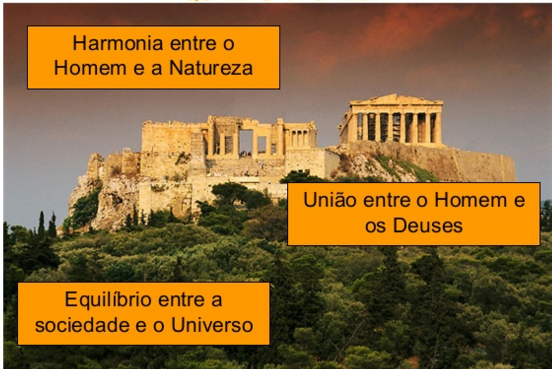 Harmonia entre o
Homem e a Natureza
União entre o Homem e
os Deuses
Equilíbrio entre a
sociedade e o Universo